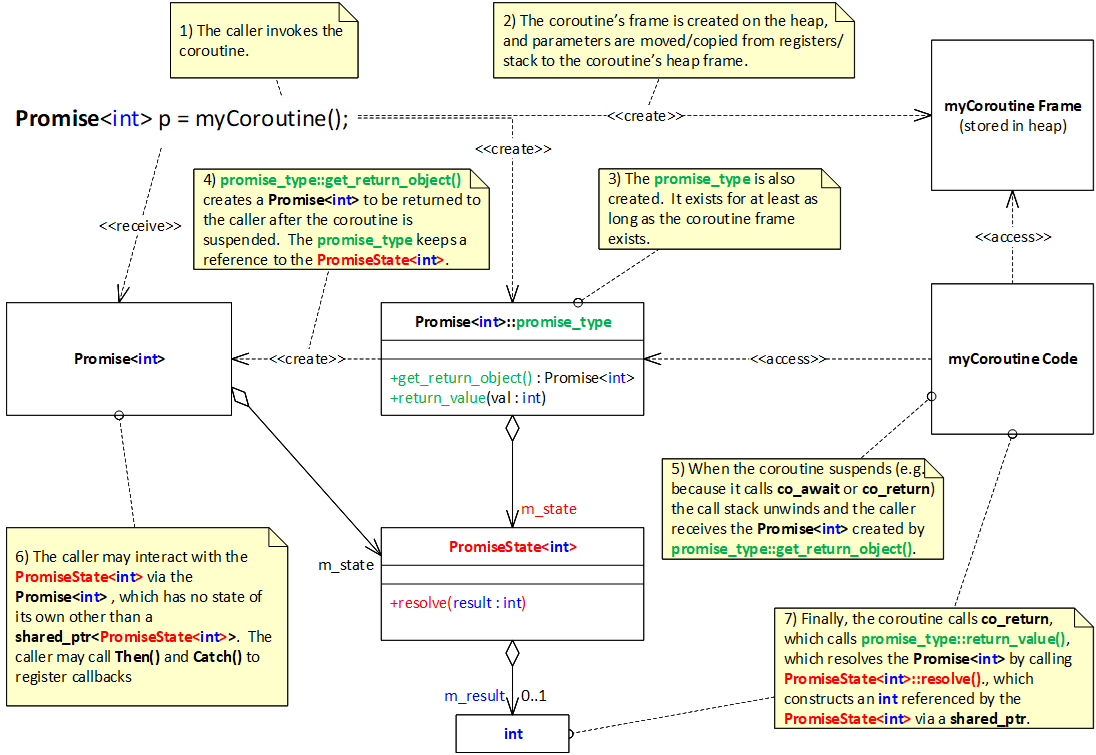 1) The caller invokes the
coroutine.
2) The coroutine’s frame is created on the heap,
and parameters are moved/copied from registers/
stack to the coroutine’s heap frame.
Promise<int> p = myCoroutine();
<<create>>
myCoroutine Frame
(stored in heap)
<<create>>
4) promise_type::get_return_object()
creates a Promise<int> to be returned to
the caller after the coroutine is
suspended.  The promise_type keeps a
reference to the PromiseState<int>.
3) The promise_type is also
created.  It exists for at least as
long as the coroutine frame
exists.
<<receive>>
<<access>>
Promise<int>
Promise<int>::promise_type
+get_return_object() : Promise<int>
+return_value(val : int)
<<create>>
<<access>>
myCoroutine Code
5) When the coroutine suspends (e.g.
because it calls co_await or co_return)
the call stack unwinds and the caller
receives the Promise<int> created by
promise_type::get_return_object().
m_state
m_state
PromiseState<int>
+resolve(result : int)
6) The caller may interact with the
PromiseState<int> via the
Promise<int> , which has no state of
its own other than a
shared_ptr<PromiseState<int>>.  The
caller may call Then() and Catch() to
register callbacks
7) Finally, the coroutine calls co_return,
which calls promise_type::return_value(),
which resolves the Promise<int> by calling
PromiseState<int>::resolve()., which
constructs an int referenced by the
PromiseState<int> via a shared_ptr.
m_result
0..1
int